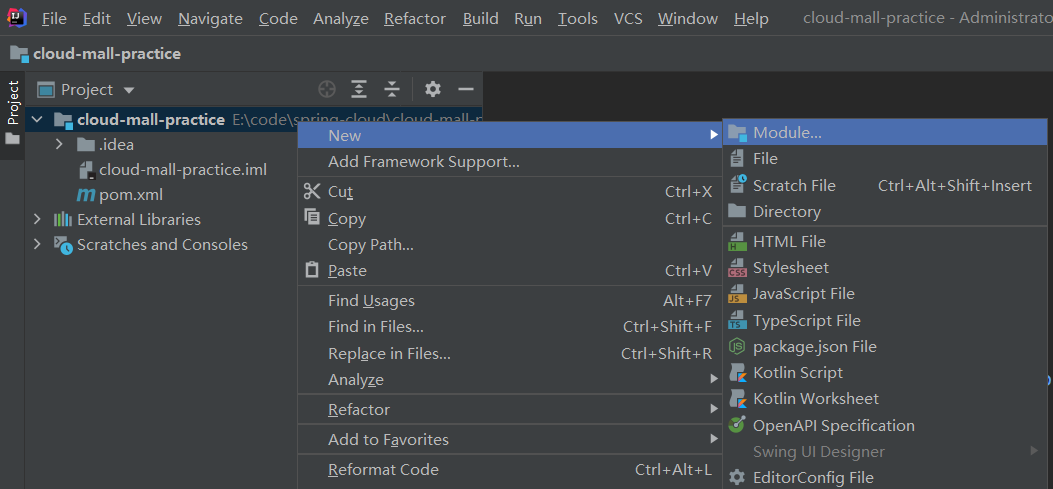 File Edit View Navigate Code Analyze Refactor Build Run Tools VCS Window Help cloud-mall-practice - Administrato
cloud-mall-practice
Project
Project
cloud-mall-practice E:\code\spring-cloud\cloud-mall-p
.idea
cloud-mall-practice.iml
pom.xml
External Libraries
Scratches and Consoles
New
Add Framework Support...
Cut Ctrl+X
Copy Ctrl+C
Copy Path...
Paste Ctrl+V
Find Usages Alt+F7
Find in Files... Ctrl+Shift+F
Replace in Files... Ctrl+Shift+R
Analyze
Refactor
Add to Favorites
Reformat Code Ctrl+Alt+L
Module...
File
Scratch File Ctrl+Alt+Shift+Insert
Directory
HTML File
Stylesheet
JavaScript File
TypeScript File
package.json File
Kotlin Script
Kotlin Worksheet
OpenAPI Specification
Swing UI Designer
EditorConfig File